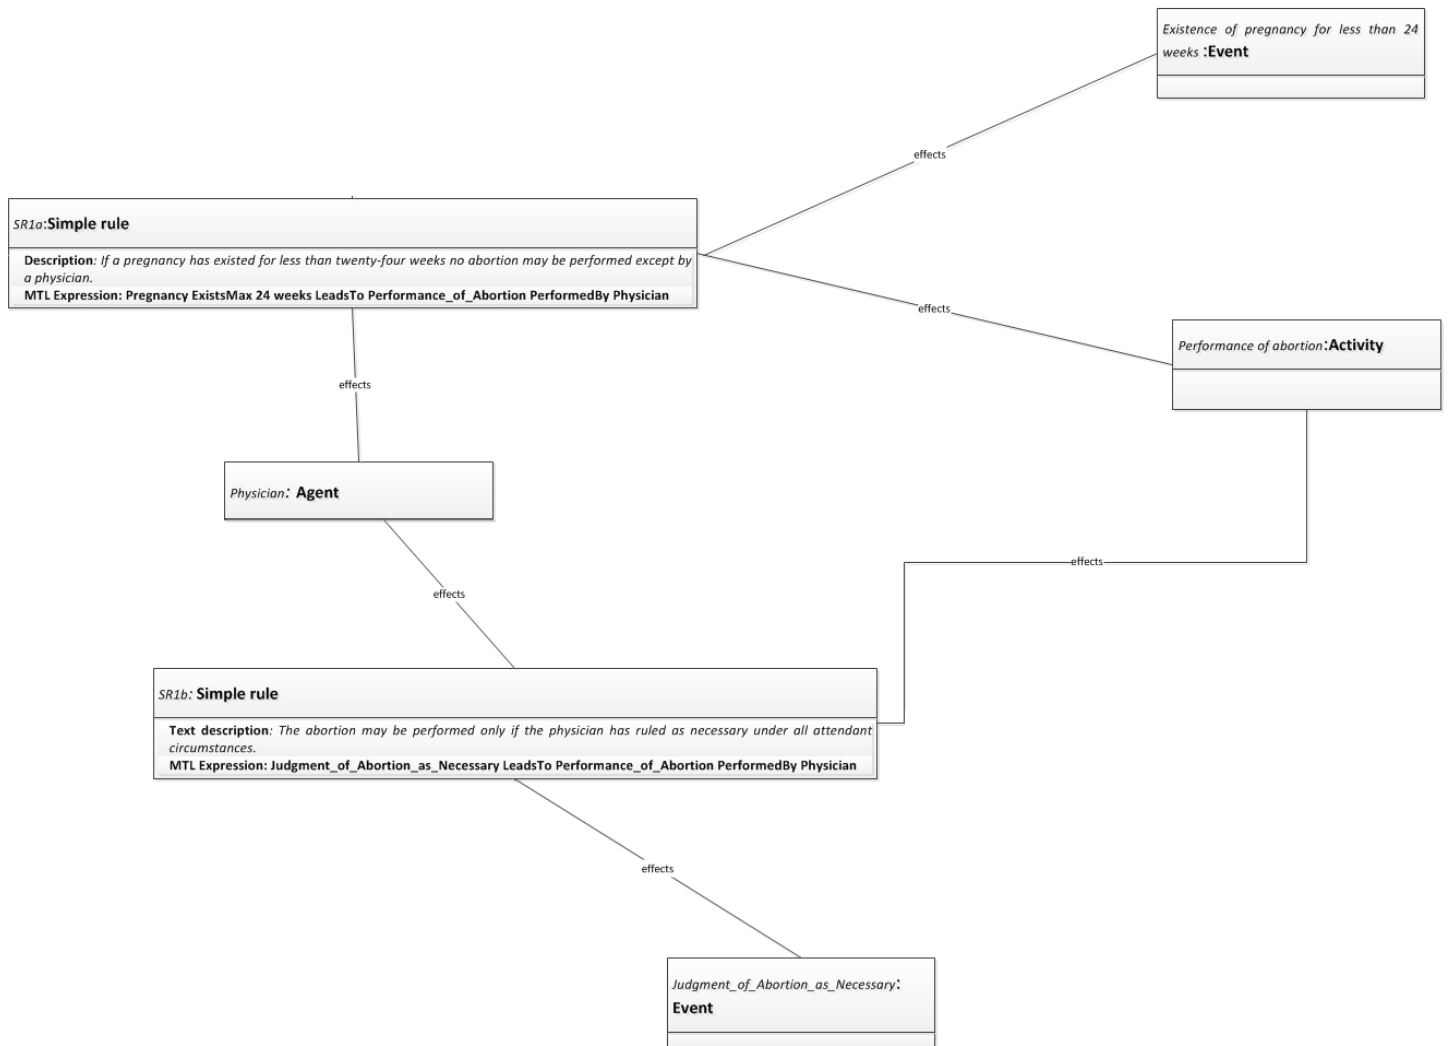 Existence of pregnancy for less than 24
weeks :Event
effects
SR1a:Simple rule
Description: If a pregnancy has existed for less than twenty-four weeks no abortion may be performed except by
a physician.
MTL Expression: Pregnancy ExistsMax 24 weeks LeadsTo Performance_of_Abortion PerformedBy Physician
effects
Performance of abortion:Activity
effects
Physician: Agent
effects
effects
SR1b: Simple rule
Text description: The abortion may be performed only if the physician has ruled as necessary under all attendant
circumstances.
MTL Expression: Judgment_of_Abortion_as_Necessary LeadsTo Performance_of_Abortion PerformedBy Physician
effects
Judgment_of_Abortion_as_Necessary:
Event